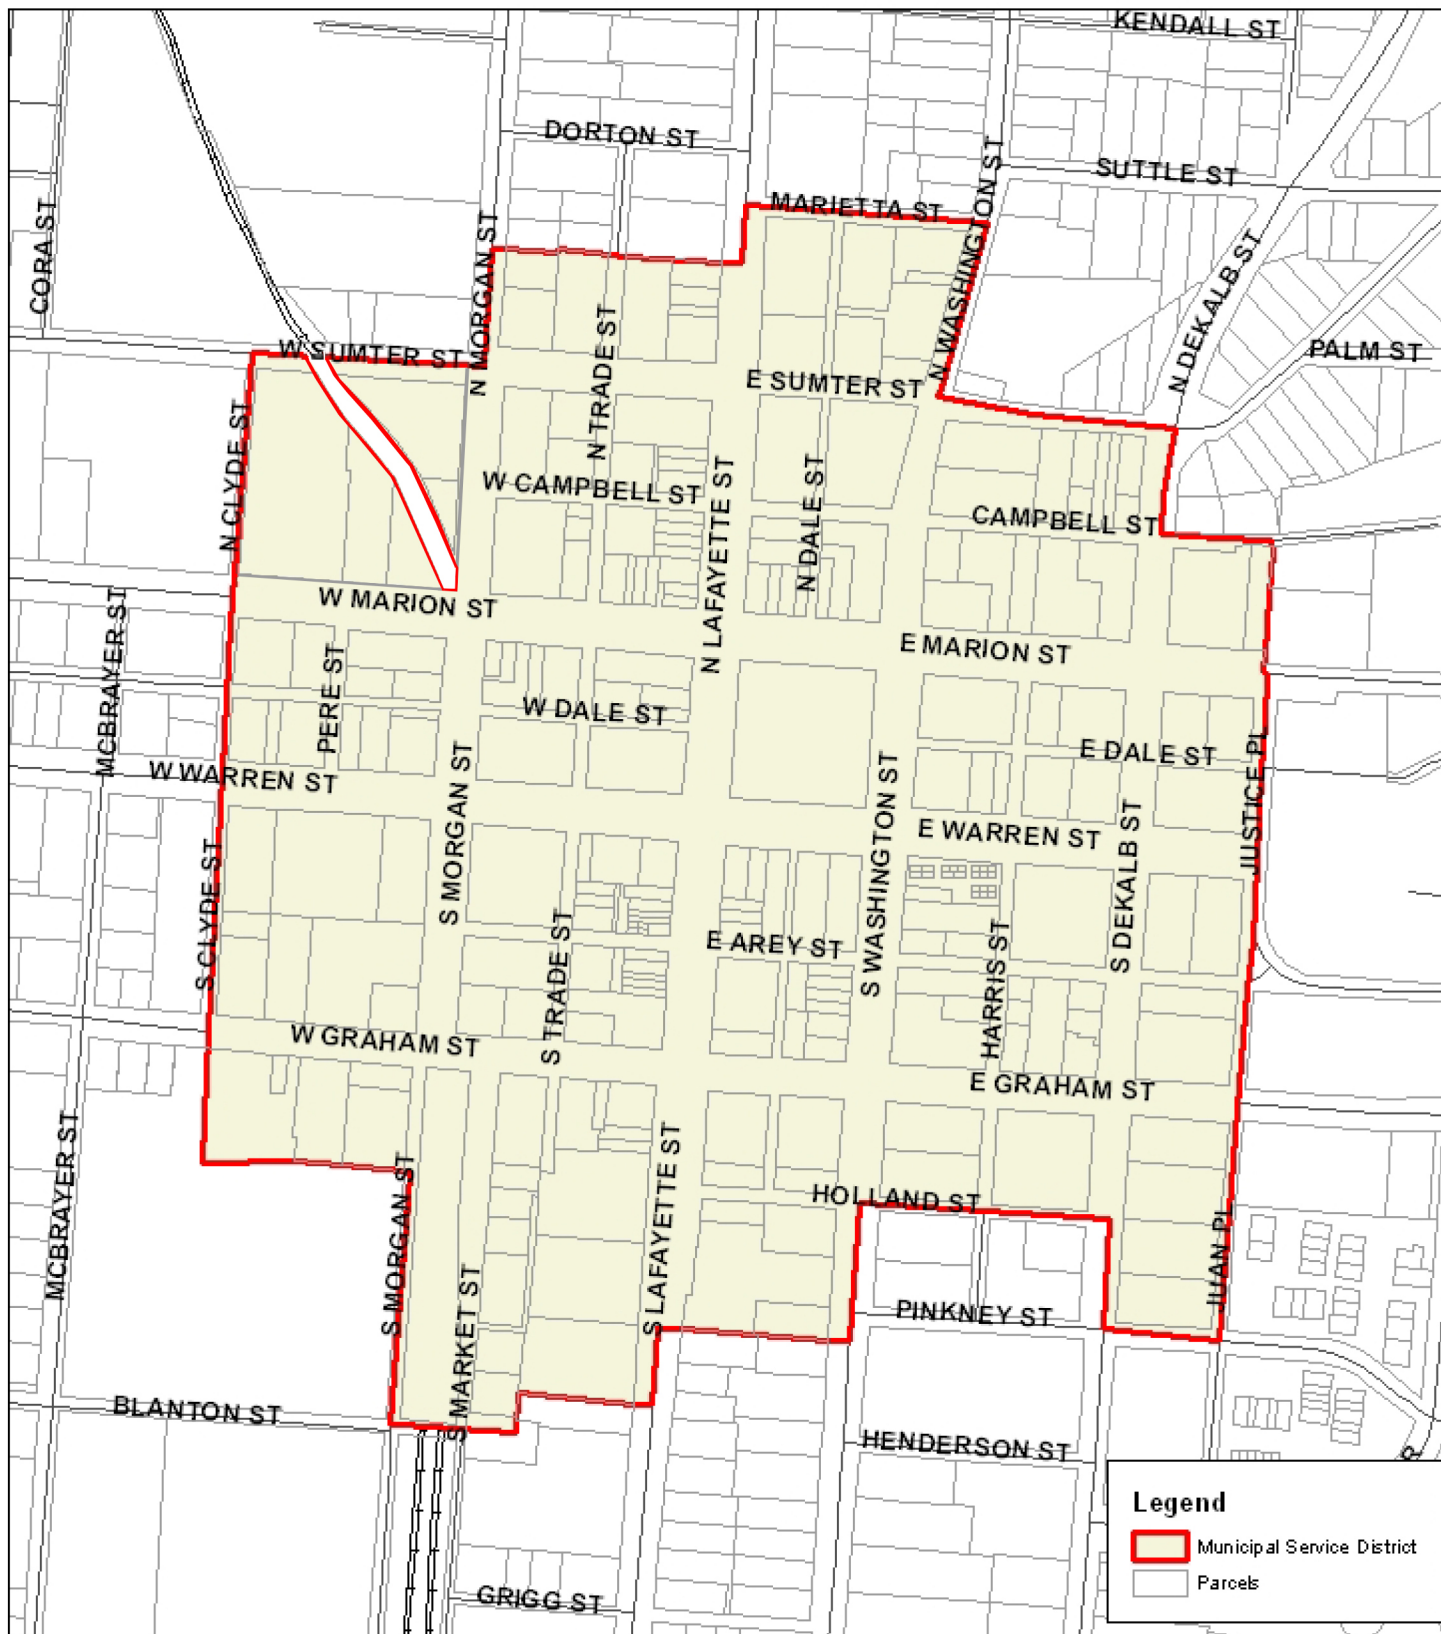 KENDALL ST
DORTON ST
SUTTLE ST
MARIETTA ST
N WASHINGTON ST
CORA ST
N MORGAN ST
N DEKALB ST
W SUMTER ST
PALM ST
N TRADE ST
E SUMTER ST
N CLYDE ST
W CAMPBELL ST
N LAFAYETTE ST
N DALE ST
CAMPBELL ST
W MARION ST
MCBRAYER ST
E MARION ST
PERE ST
W DALE ST
E DALE ST
JUSTICE PL
W WARREN ST
S MORGAN ST
S WASHINGTON ST
E WARREN ST
S DEKALB ST
S CLYDE ST
S TRADE ST
E AREY ST
HARRIS ST
W GRAHAM ST
E GRAHAM ST
MCBRAYER ST
S MORGAN ST
S LAFAYETTE ST
HOLLAND ST
JUAN PL
S MARKET ST
PINKNEY ST
BLANTON ST
HENDERSON ST
R
GRIGG ST
Legend
Municipal Service District
Parcels